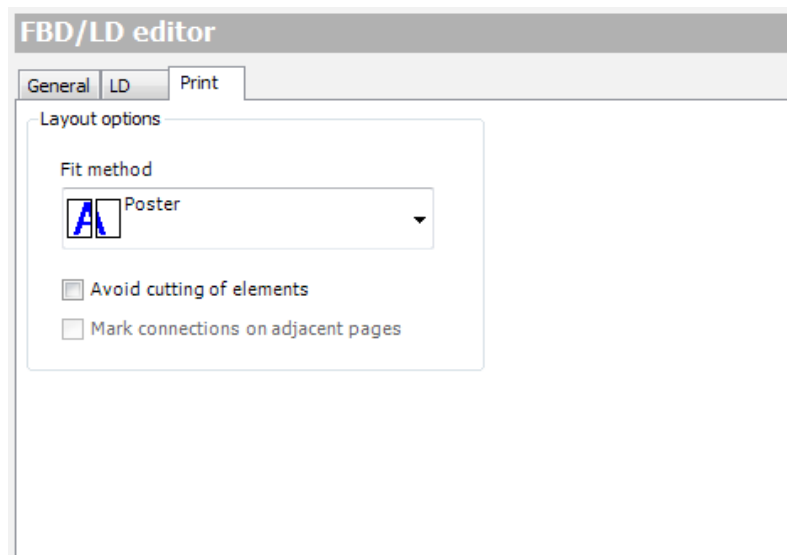 FBD/LD editor
General LD Print
Layout options
Fit method
Poster
Avoid cutting of elements
Mark connections on adjacent pages